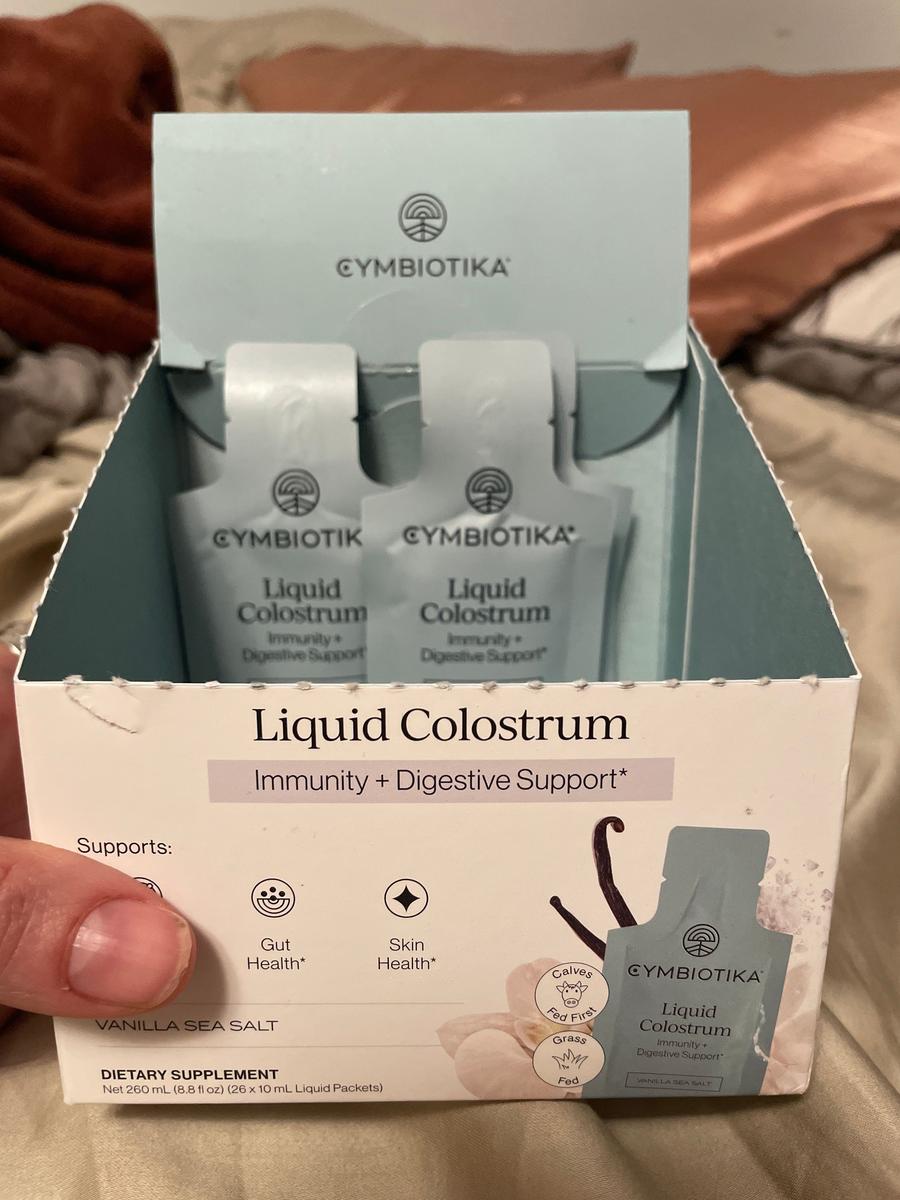 CYMBIOTIKA
CYMBIOTIK
Liquid
Colostrum
Immunity +
Digestive Support*
CYMBIOTIKA*
Liquid
Colostrum
Immunity +
Digestive Support*
Liquid Colostrum
Immunity + Digestive Support*
Supports:
Gut
Health*
Skin
Health*
VANILLA SEA SALT
DIETARY SUPPLEMENT
Net 260 mL (8.8 fl oz) (26 x 10 mL Liquid Packets)
Calves
Fed First
Grass
Fed
CYMBIOTIKA
Liquid
Colostrum
Immunity +
Digestive Support*
VANILLA SEA SALT